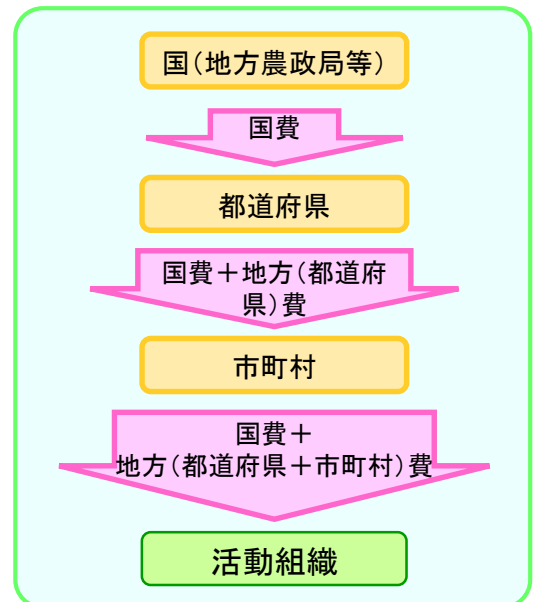 国(地方農政局等)
国費
都道府県
国費＋地方(都道府
県)費
市町村
国費＋
地方(都道府県＋市町村)費
活動組織